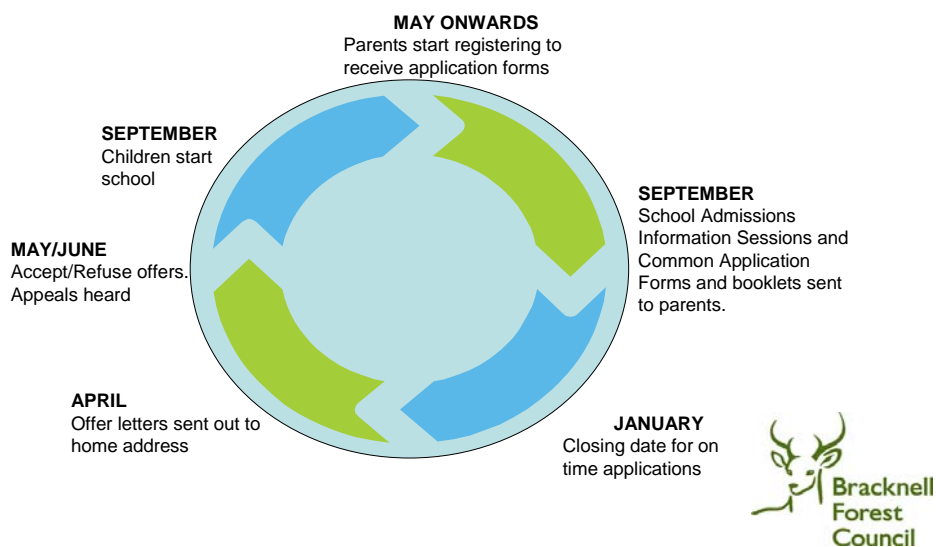 MAY ONWARDS
Parents start registering to
receive application forms
SEPTEMBER
School Admissions
Information Sessions and
Common Application
Forms and booklets sent
to parents.
JANUARY
Closing date for on
time applications
APRIL
Offer letters sent out to
home address
MAY/JUNE
Accept/Refuse offers.
Appeals heard
SEPTEMBER
Children start
school
Bracknell
Forest
Council